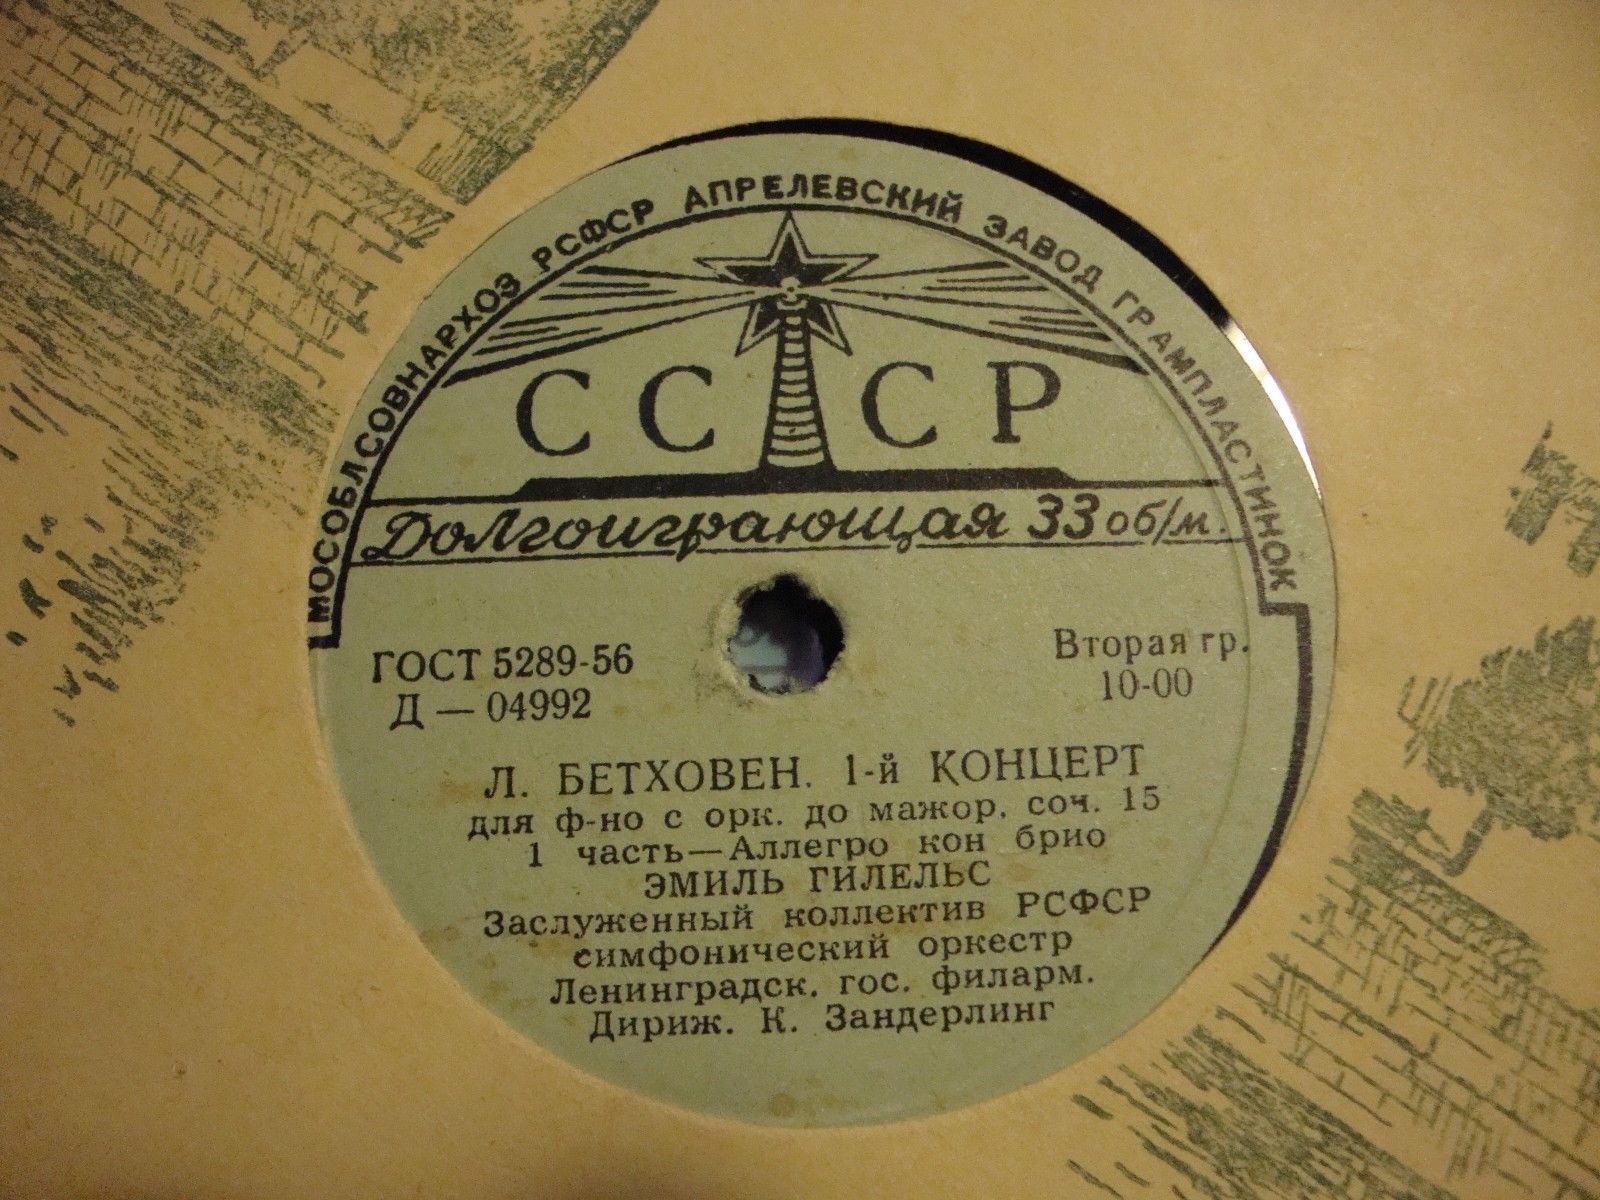 МОСОБЛСОВНАРХОЗ РСФСР АПРЕЛЕВСКИЙ ЗАВОД ГРАМПЛАСТИНОК
СССР
Долгоиграющая 33 об/м.
ГОСТ 5289-56
Д — 04992
Вторая гр.
10-00
Л. БЕТХОВЕН. 1-й КОНЦЕРТ
для ф-но с орк. до мажор. соч. 15
1 часть—Аллегро кон брио
ЭМИЛЬ ГИЛЕЛЬС
Заслуженный коллектив РСФСР
симфонический оркестр
Ленинградск. гос. филарм.
Дириж. К. Зандерлинг